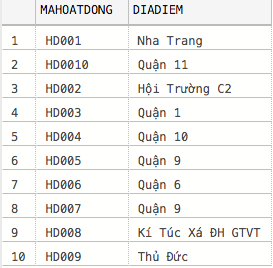 MAHOATDONG DIADIEM
1 HD001 Nha Trang
2 HD0010 Quận 11
3 HD002 Hội Trường C2
4 HD003 Quận 1
5 HD004 Quận 10
6 HD005 Quận 9
7 HD006 Quận 6
8 HD007 Quận 9
9 HD008 Kí Túc Xá ĐH GTVT
10 HD009 Thủ Đức